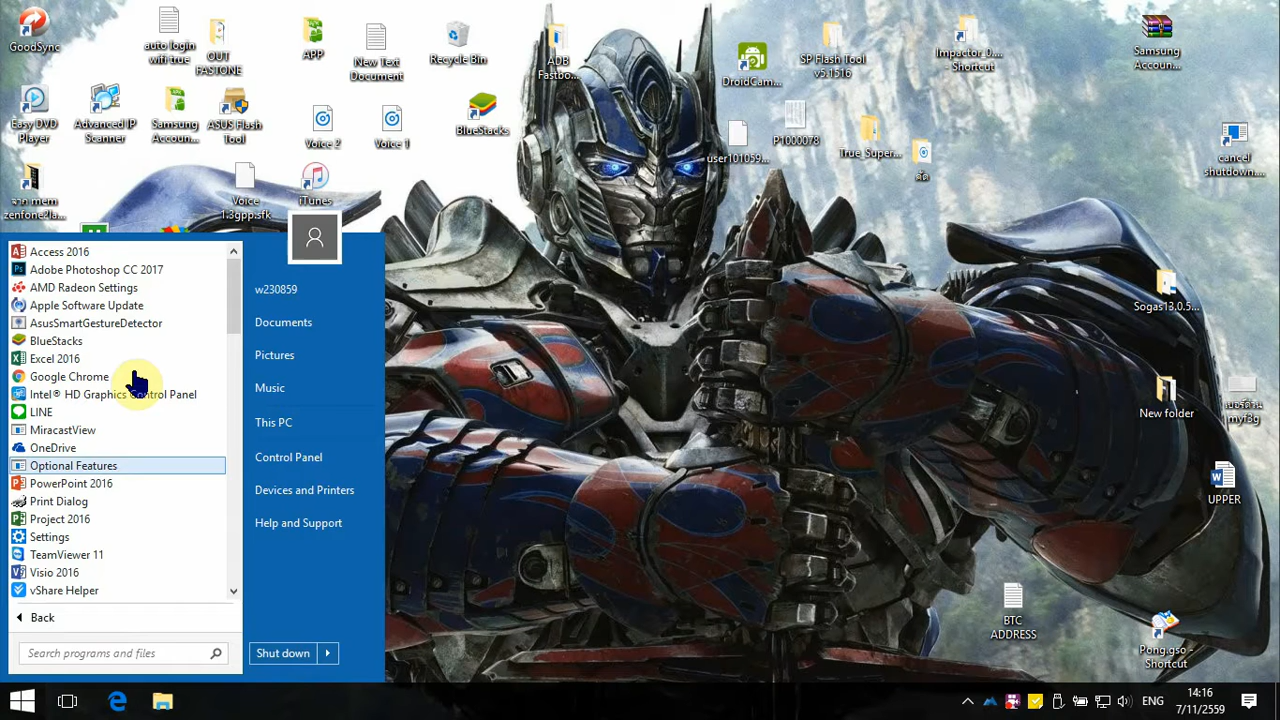 GoodSync
auto login
wifi true
OUT
FASTONE
APP
New Text
Document
Recycle Bin
ADB
Fastbo...
DroidCam...
SP Flash Tool
v5.1516
Impactor_0....
- Shortcut
Samsung
Accoun...
Easy DVD
Player
Advanced IP
Scanner
Samsung
Accoun...
ASUS Flash
Tool
Voice 2
Voice 1
BlueStacks
user101059...
P1000078
True_Super...
cancel
shutdown....
zenfone2la...
Voice
1.3gpp.sfk
iTunes
Access 2016
Adobe Photoshop CC 2017
AMD Radeon Settings
Apple Software Update
AsusSmartGestureDetector
BlueStacks
Excel 2016
Google Chrome
Intel® HD Graphics Control Panel
LINE
MiracastView
OneDrive
Optional Features
PowerPoint 2016
Print Dialog
Project 2016
Settings
TeamViewer 11
Visio 2016
vShare Helper
Back
Search programs and files
w230859
Documents
Pictures
Music
This PC
Control Panel
Devices and Printers
Help and Support
Shut down
Sogas13.0.5...
New folder
myf3g
UPPER
BTC
ADDRESS
Pong.gso -
Shortcut
ENG
14:16
7/11/2559